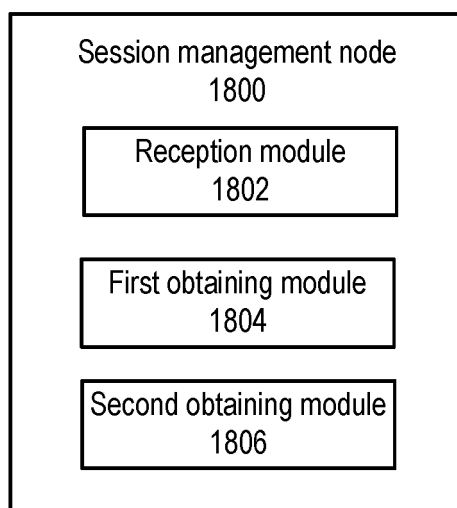 Session management node
1800
Reception module
1802
First obtaining module
1804
Second obtaining module
1806